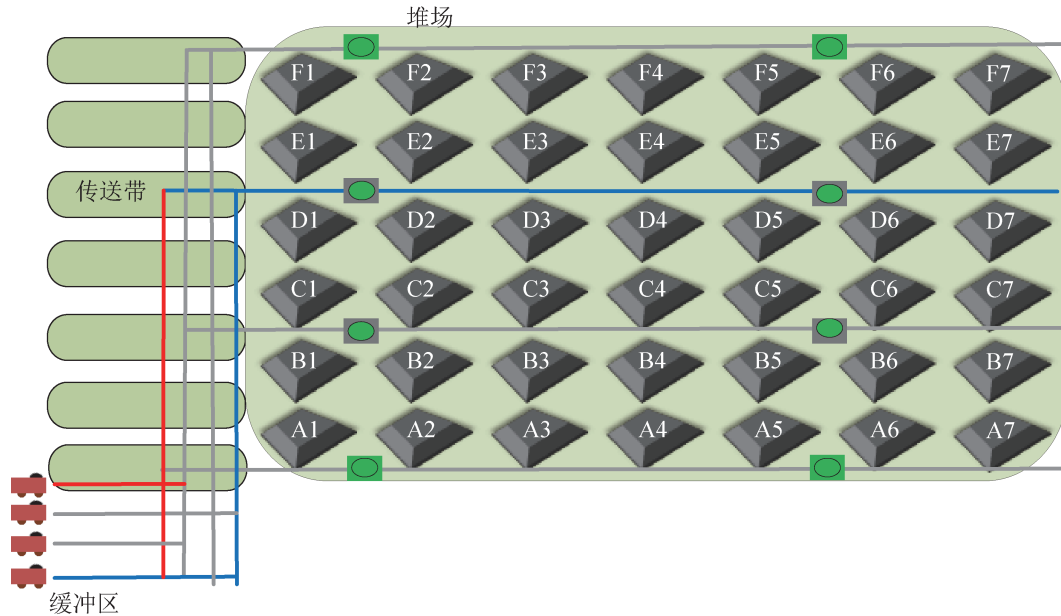 堆场
F1 F2 F3 F4 F5 F6 F7
E1 E2 E3 E4 E5 E6 E7
传送带
D1 D2 D3 D4 D5 D6 D7
C1 C2 C3 C4 C5 C6 C7
B1 B2 B3 B4 B5 B6 B7
A1 A2 A3 A4 A5 A6 A7
缓冲区